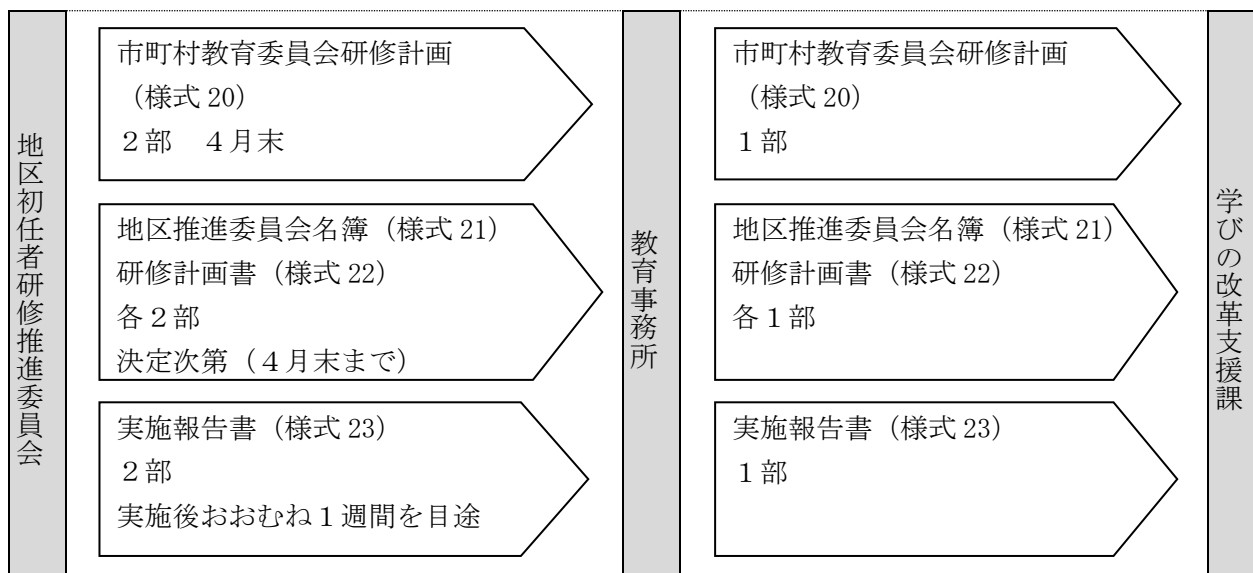 地区初任者研修推進委員会
市町村教育委員会研修計画
（様式 20）
２部　４月末
地区推進委員会名簿（様式 21）
研修計画書（様式 22）
各２部
決定次第（４月末まで）
実施報告書（様式 23）
２部
実施後おおむね１週間を目途
教育事務所
市町村教育委員会研修計画
（様式 20）
１部
地区推進委員会名簿（様式 21）
研修計画書（様式 22）
各１部
実施報告書（様式 23）
１部
学びの改革支援課